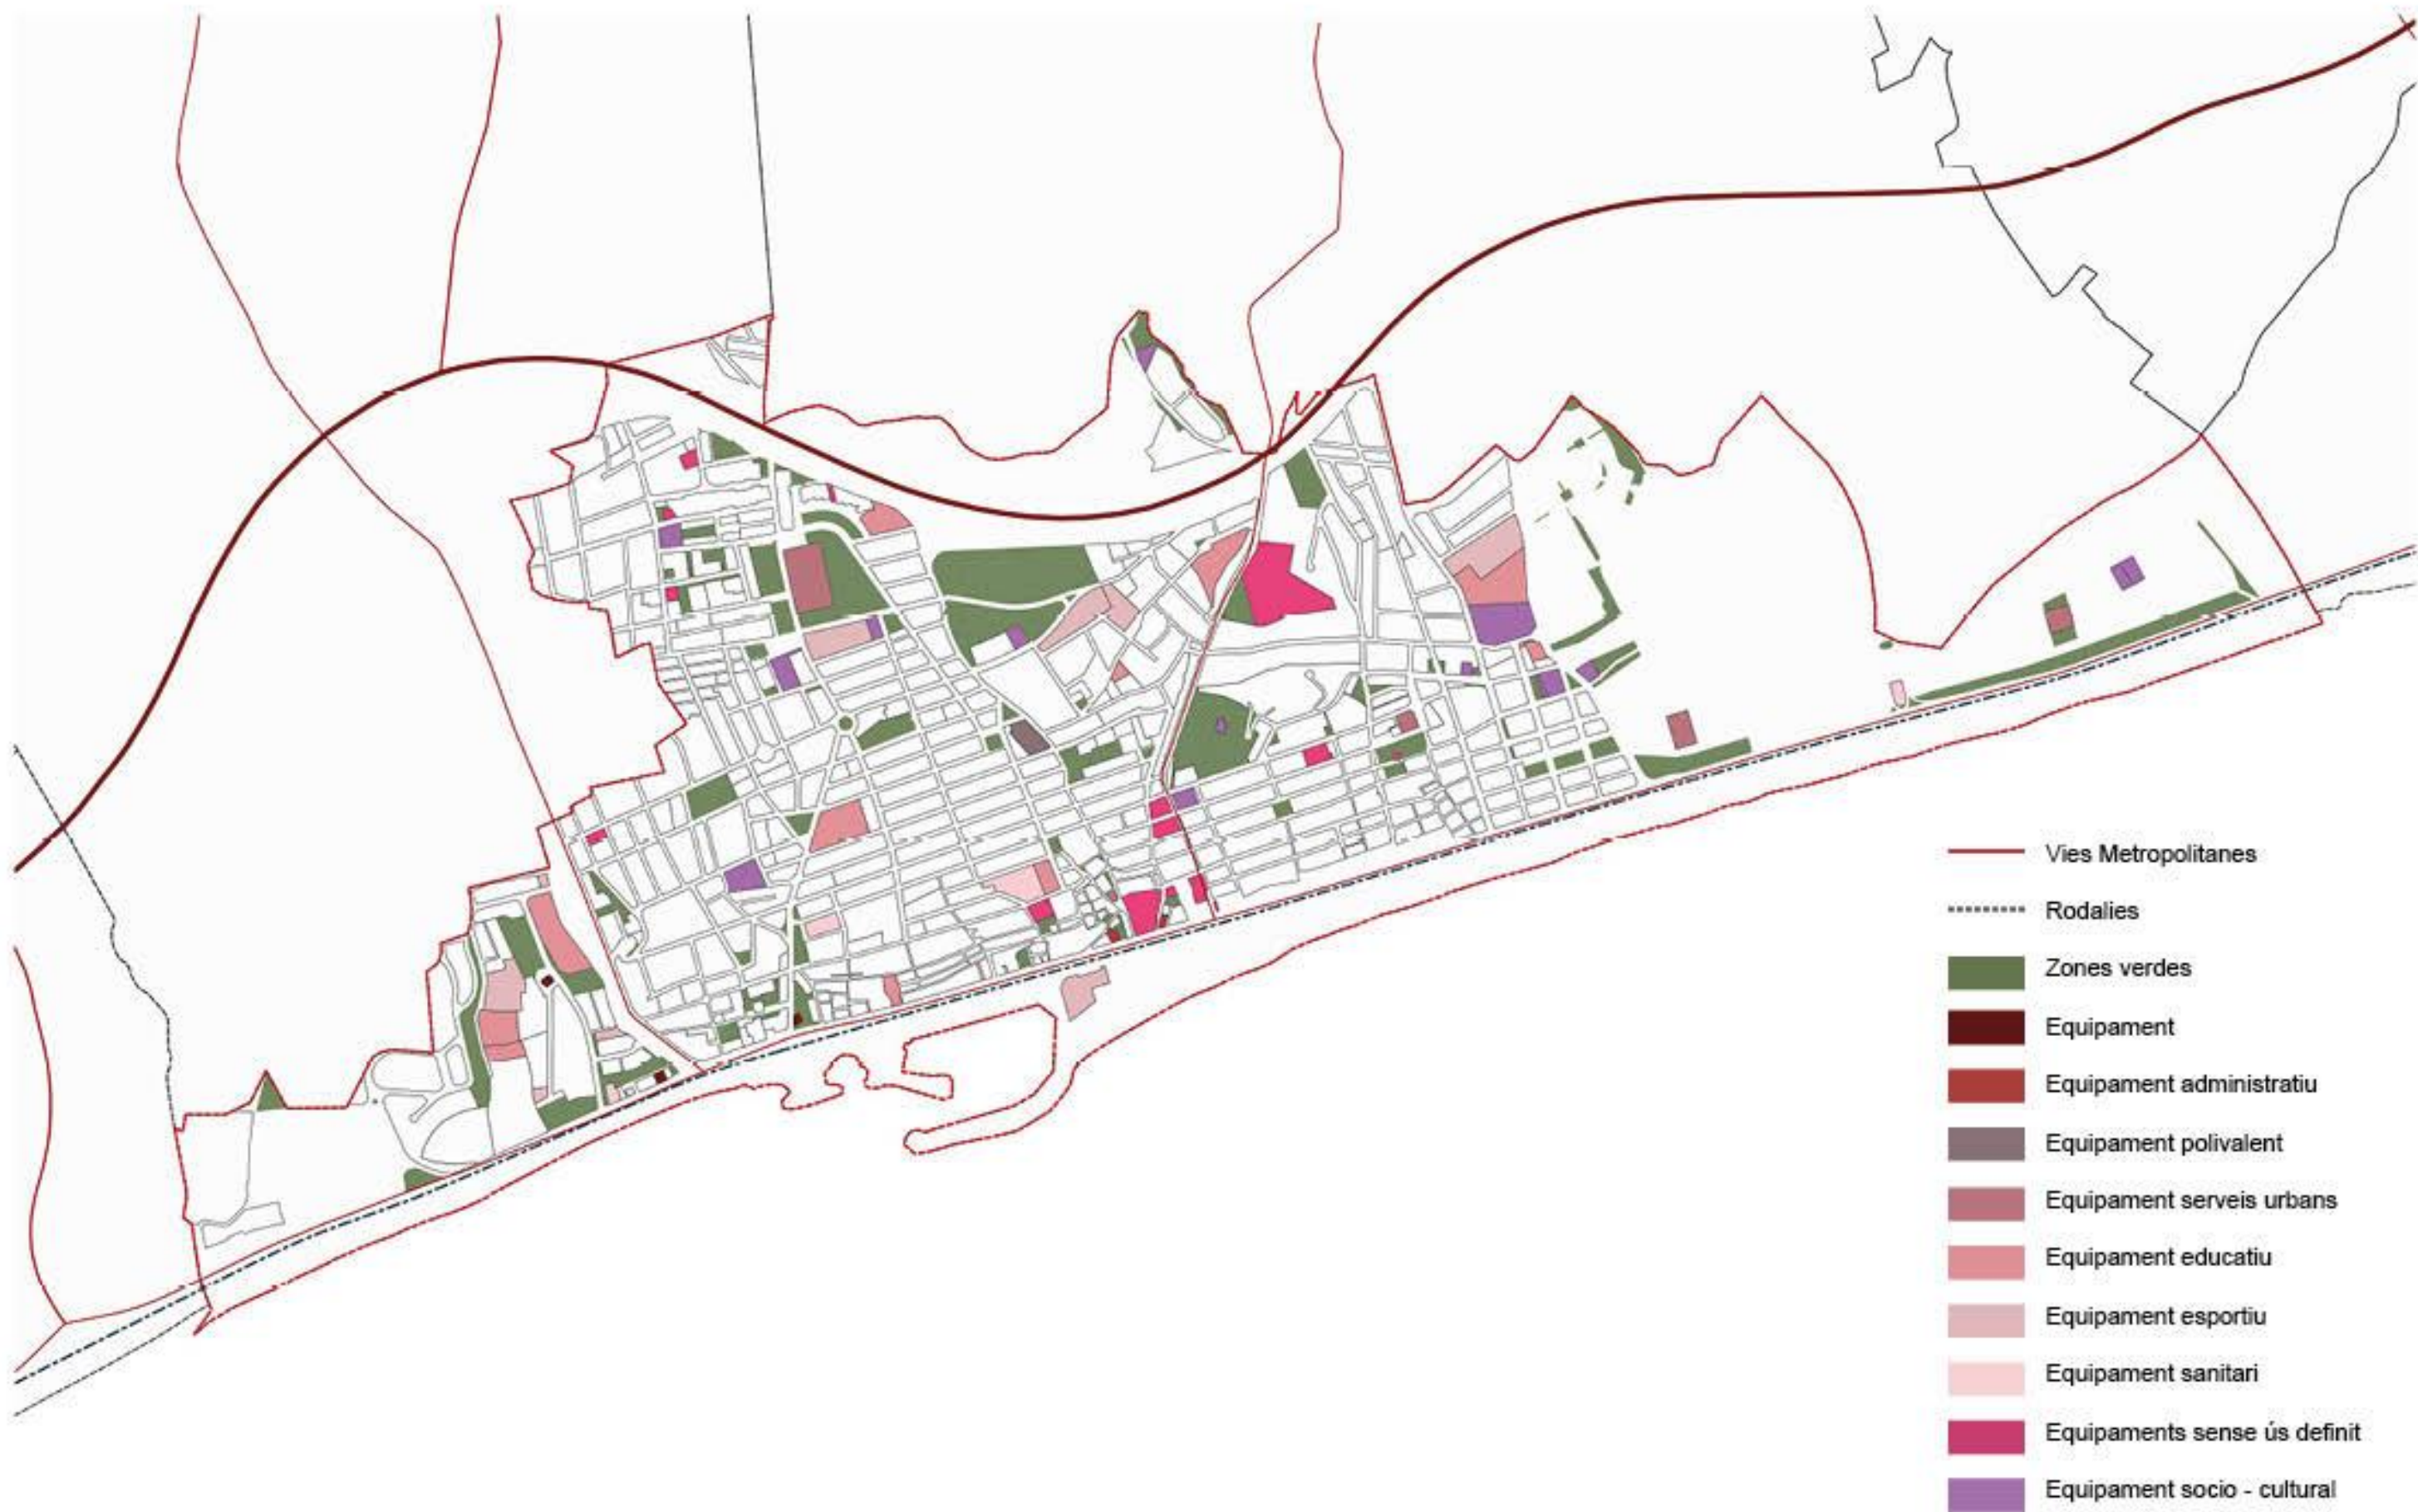 Vies Metropolitanes
Rodalies
Zones verdes
Equipament
Equipament administratiu
Equipament polivalent
Equipament serveis urbans
Equipament educatiu
Equipament esportiu
Equipament sanitari
Equipaments sense ús definit
Equipament socio - cultural